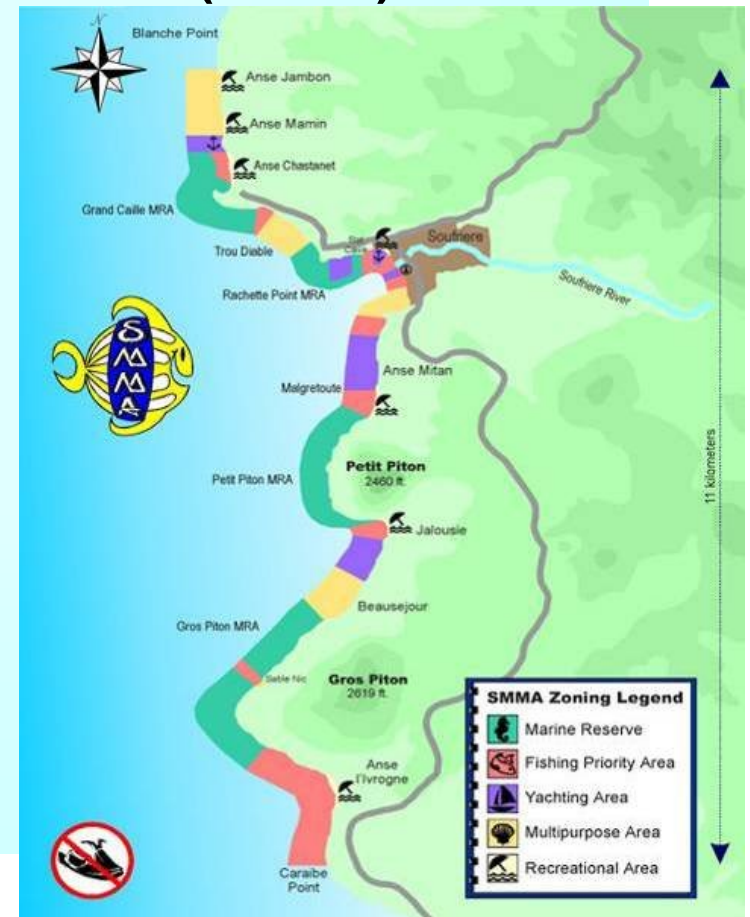 N
Blanche Point
Anse Jambon
Anse Mamin
Anse Chastanet
Grand Caille MRA
Trou Diable
Soufriere
Soufriere River
Rachette Point MRA
Anse Mitan
Malgretoute
Petit Piton
2460 ft.
Petit Piton MRA
Jalousie
11 kilometers
Beausejour
Gros Piton MRA
Sable Nic
Gros Piton
2619 ft.
Anse
l'Ivrogne
Caraibe
Point
SMMA
SMMA Zoning Legend
Marine Reserve
Fishing Priority Area
Yachting Area
Multipurpose Area
Recreational Area